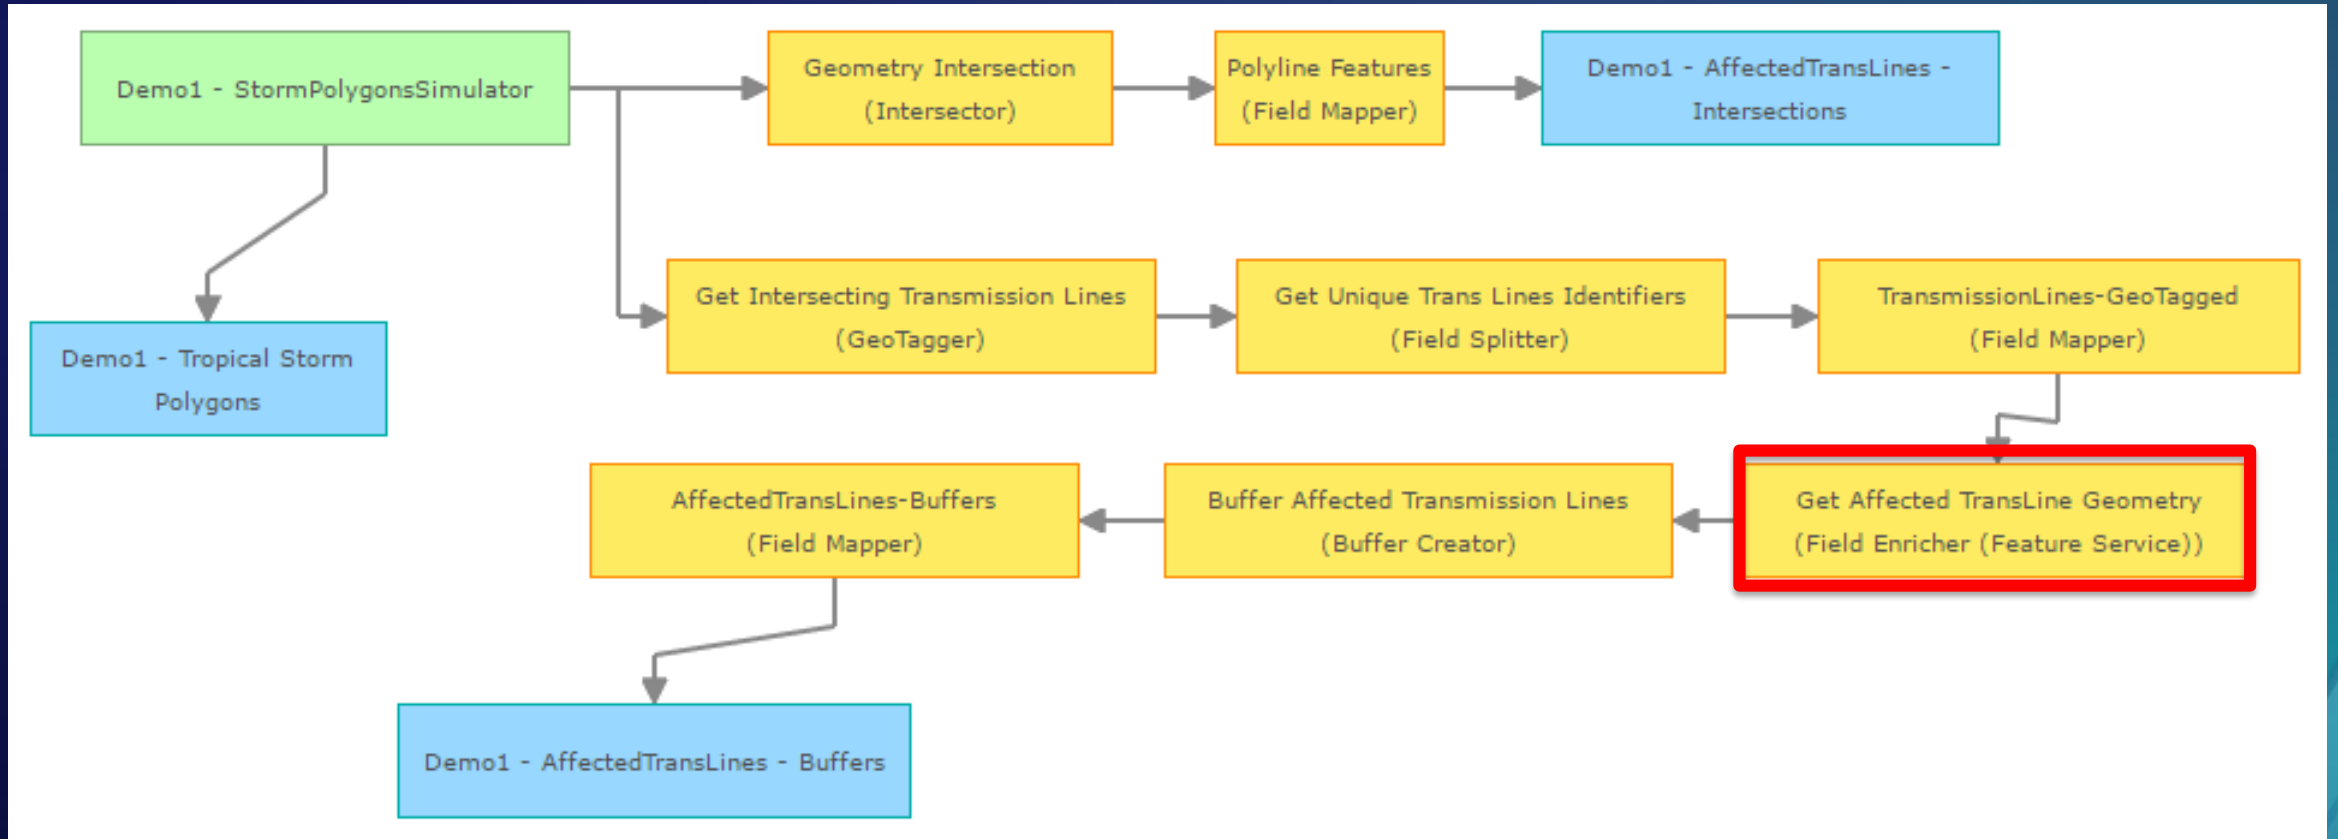 Demo1 - StormPolygonsSimulator
Geometry Intersection
(Intersector)
Polyline Features
(Field Mapper)
Demo1 - AffectedTransLines -
Intersections
Get Intersecting Transmission Lines
(GeoTagger)
Get Unique Trans Lines Identifiers
(Field Splitter)
TransmissionLines-GeoTagged
(Field Mapper)
Demo1 - Tropical Storm
Polygons
AffectedTransLines-Buffers
(Field Mapper)
Buffer Affected Transmission Lines
(Buffer Creator)
Get Affected TransLine Geometry
(Field Enricher (Feature Service))
Demo1 - AffectedTransLines - Buffers